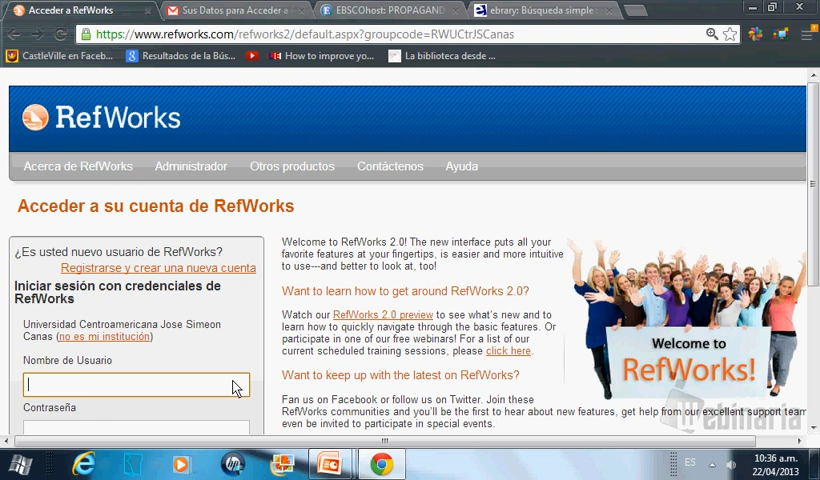 Acceder a RefWorks
Sus Datos para Acceder a
EBSCOhost: PROPAGAND
ebrary: Búsqueda simple
https://www.refworks.com/refworks2/default.aspx?groupcode=RWUCtrJSCanas
CastleVille en Faceb...
Resultados de la Bús...
How to improve yo...
La biblioteca desde ...
RefWorks
Acerca de RefWorks
Administrador
Otros productos
Contáctenos
Ayuda
Acceder a su cuenta de RefWorks
¿Es usted nuevo usuario de RefWorks?
Registrarse y crear una nueva cuenta
Iniciar sesión con credenciales de
RefWorks
Universidad Centroamericana Jose Simeon
Canas (no es mi institución)
Nombre de Usuario
Contraseña
Welcome to RefWorks 2.0! The new interface puts all your
favorite features at your fingertips, is easier and more intuitive
to use---and better to look at, too!
Want to learn how to get around RefWorks 2.0?
Watch our RefWorks 2.0 preview to see what's new and to
learn how to quickly navigate through the basic features. Or
participate in one of our free webinars! For a list of our
current scheduled training sessions, please click here.
Want to keep up with the latest on RefWorks?
Fan us on Facebook or follow us on Twitter. Join these
RefWorks communities and you'll be the first to hear about new features, get help from our excellent support team
even be invited to participate in special events.
Welcome to
RefWorks!
Webinaria
ES
10:36 a.m.
22/04/2013